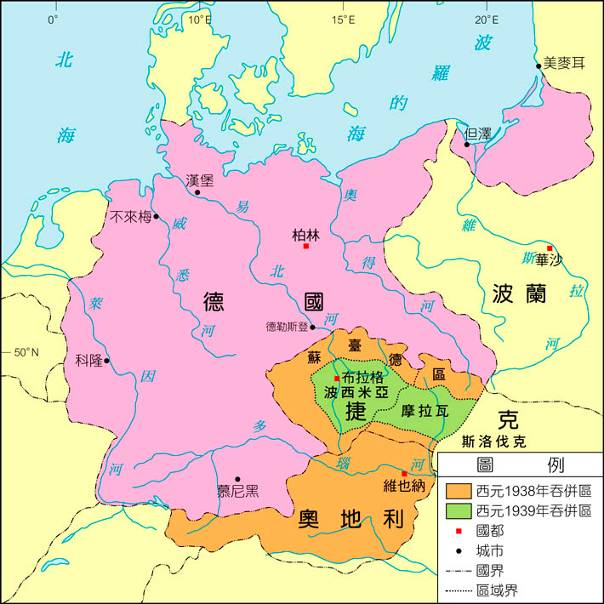 0°
10°E
15°E
20°E
北海
波羅的海
美麥耳
但澤
漢堡
不來梅
威悉河
易北河
奧得河
柏林
維斯拉河
華沙
德國
波蘭
萊因河
50°N
科隆
德勒斯登
蘇臺德區
布拉格
波西米亞
摩拉瓦
捷克
斯洛伐克
多瑙河
慕尼黑
維也納
奧地利
圖例
西元1938年吞併區
西元1939年吞併區
國都
城市
國界
區域界